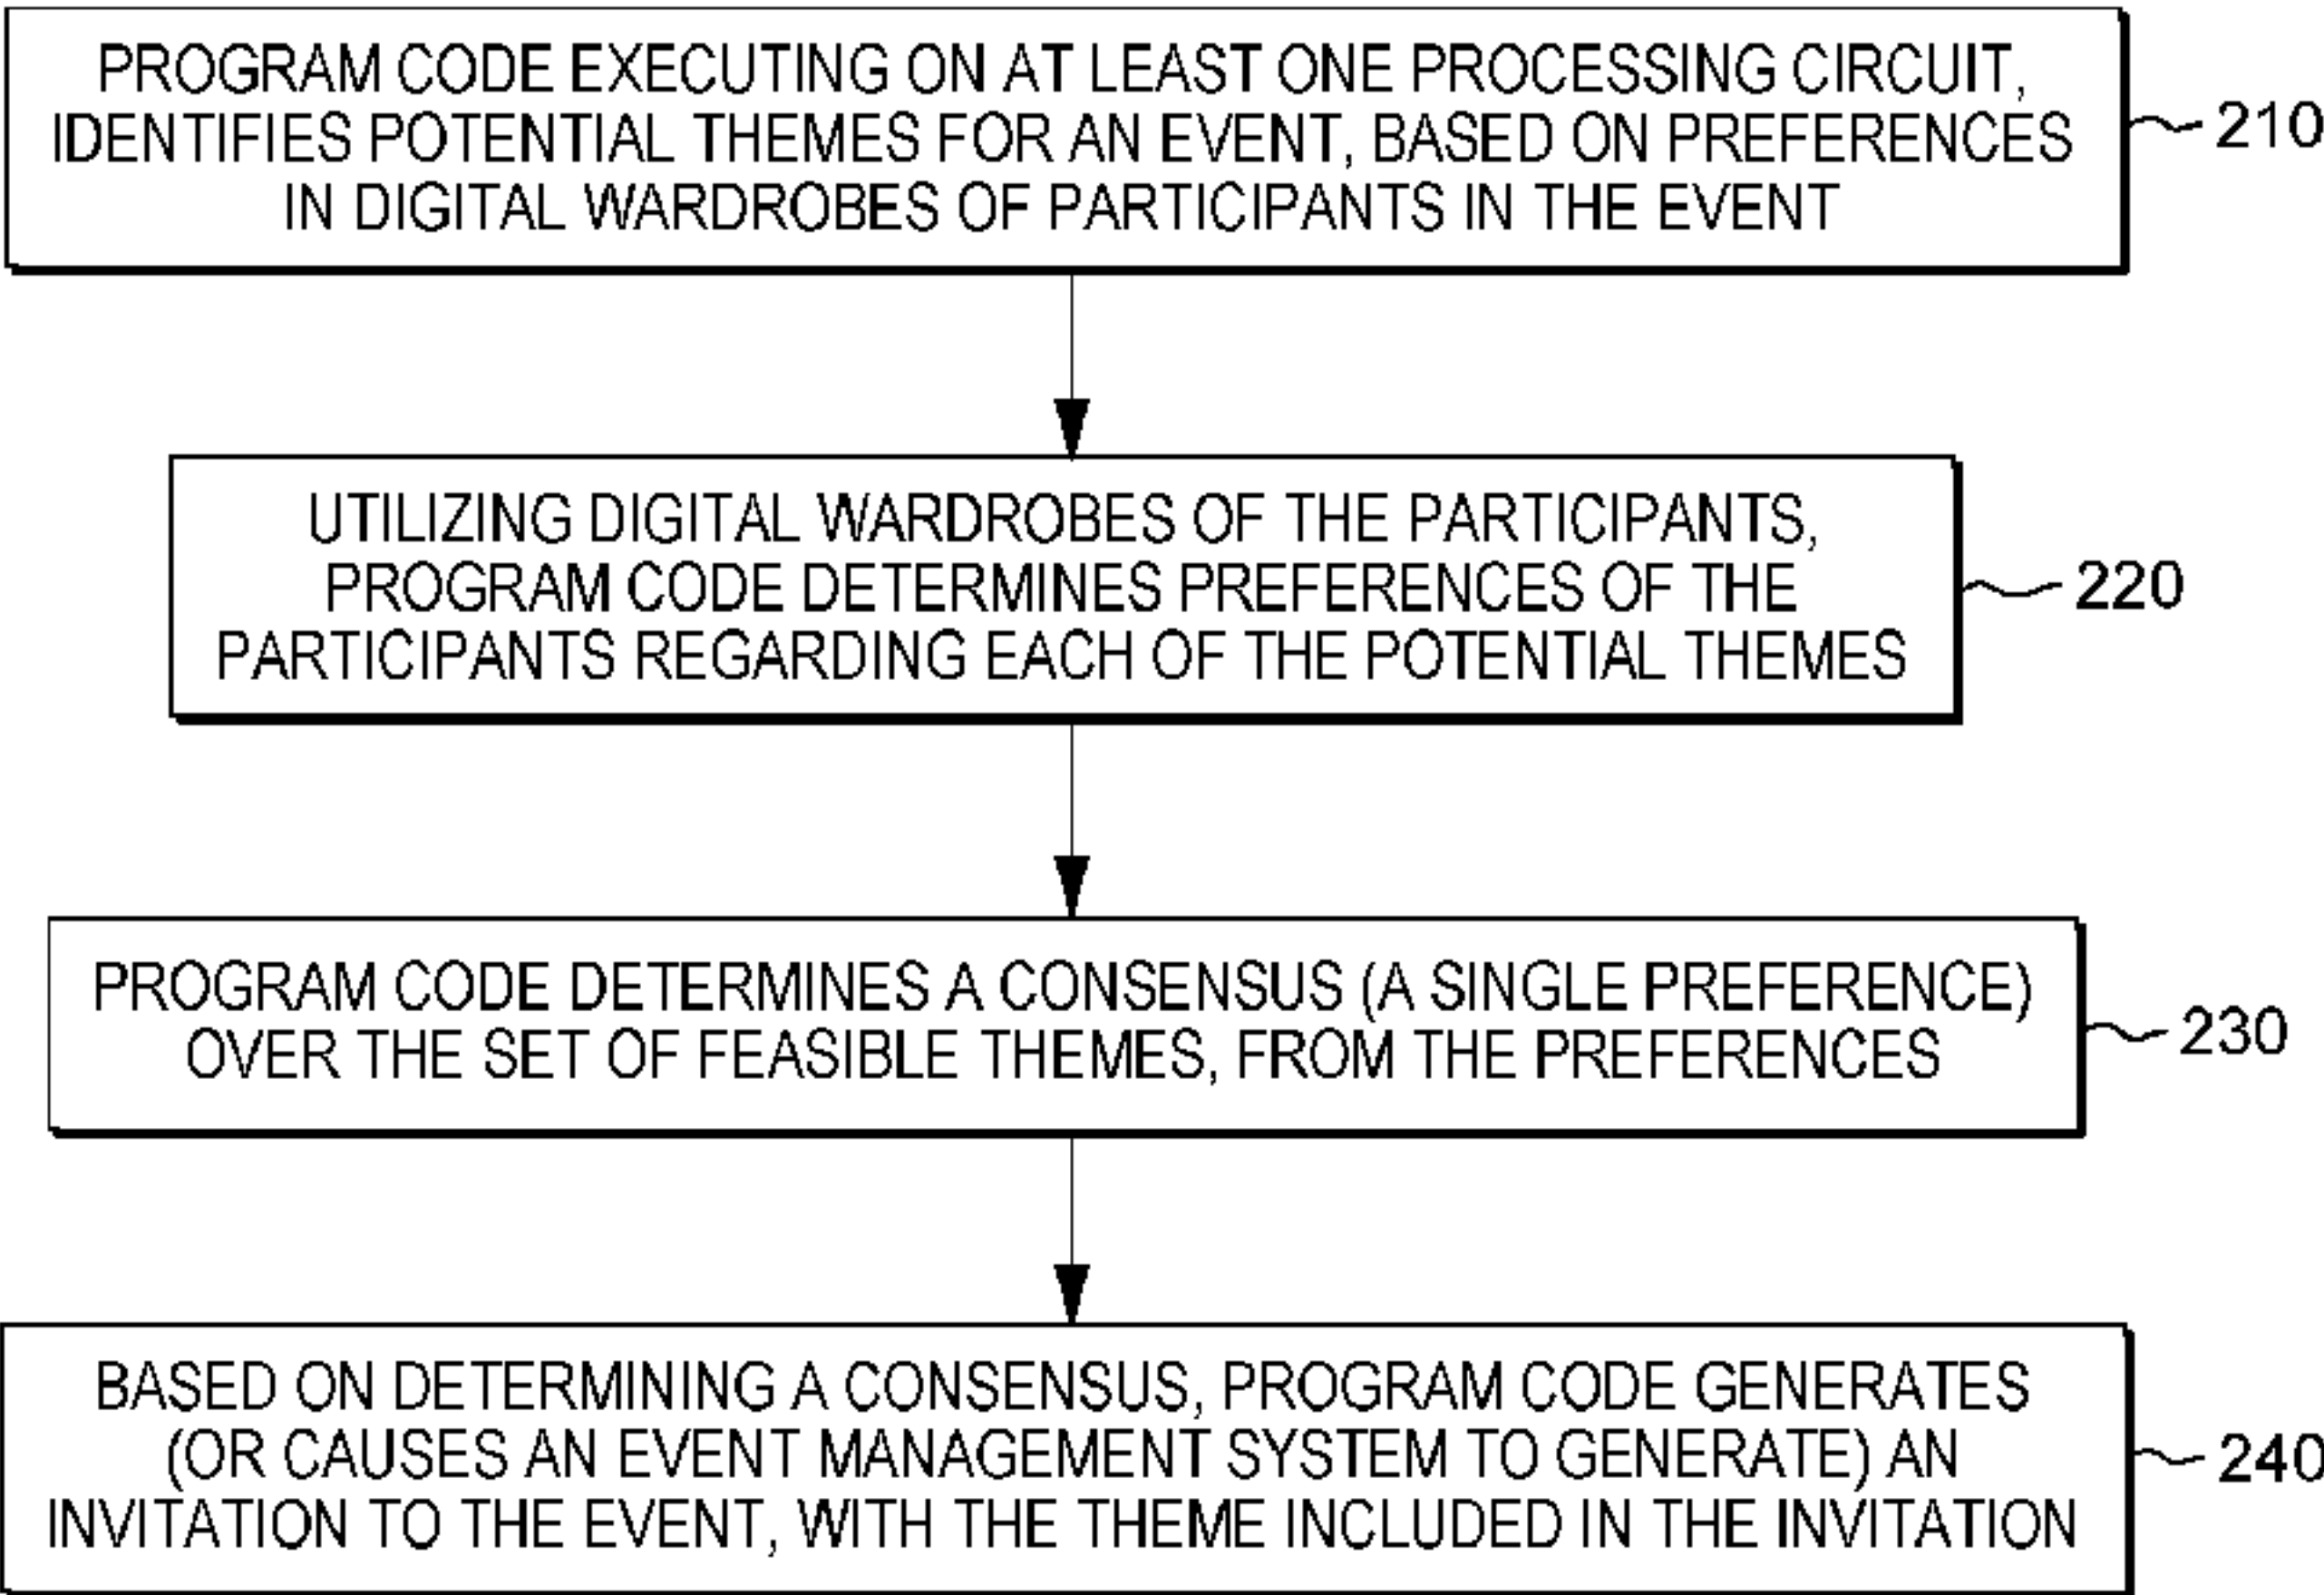 PROGRAM CODE EXECUTING ON AT LEAST ONE PROCESSING CIRCUIT,
IDENTIFIES POTENTIAL THEMES FOR AN EVENT, BASED ON PREFERENCES
IN DIGITAL WARDROBES OF PARTICIPANTS IN THE EVENT
210
UTILIZING DIGITAL WARDROBES OF THE PARTICIPANTS,
PROGRAM CODE DETERMINES PREFERENCES OF THE
PARTICIPANTS REGARDING EACH OF THE POTENTIAL THEMES
220
PROGRAM CODE DETERMINES A CONSENSUS (A SINGLE PREFERENCE)
OVER THE SET OF FEASIBLE THEMES, FROM THE PREFERENCES
230
BASED ON DETERMINING A CONSENSUS, PROGRAM CODE GENERATES
(OR CAUSES AN EVENT MANAGEMENT SYSTEM TO GENERATE) AN
INVITATION TO THE EVENT, WITH THE THEME INCLUDED IN THE INVITATION
240